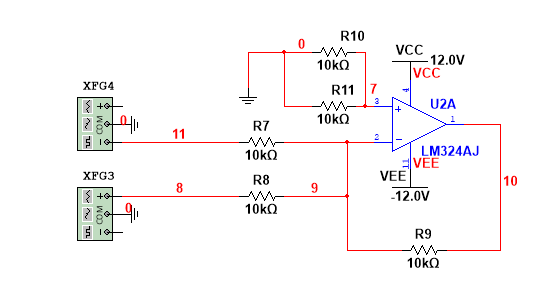 R10
0
10kΩ
VCC
12.0V
VCC
XFG4
R11
7
4
U2A
3
+
10kΩ
1
+
COM
0
−
11
R7
2
−
LM324AJ
10kΩ
11
VEE
XFG3
R8
VEE
8
9
10
-12.0V
+
COM
0
−
10kΩ
R9
10kΩ